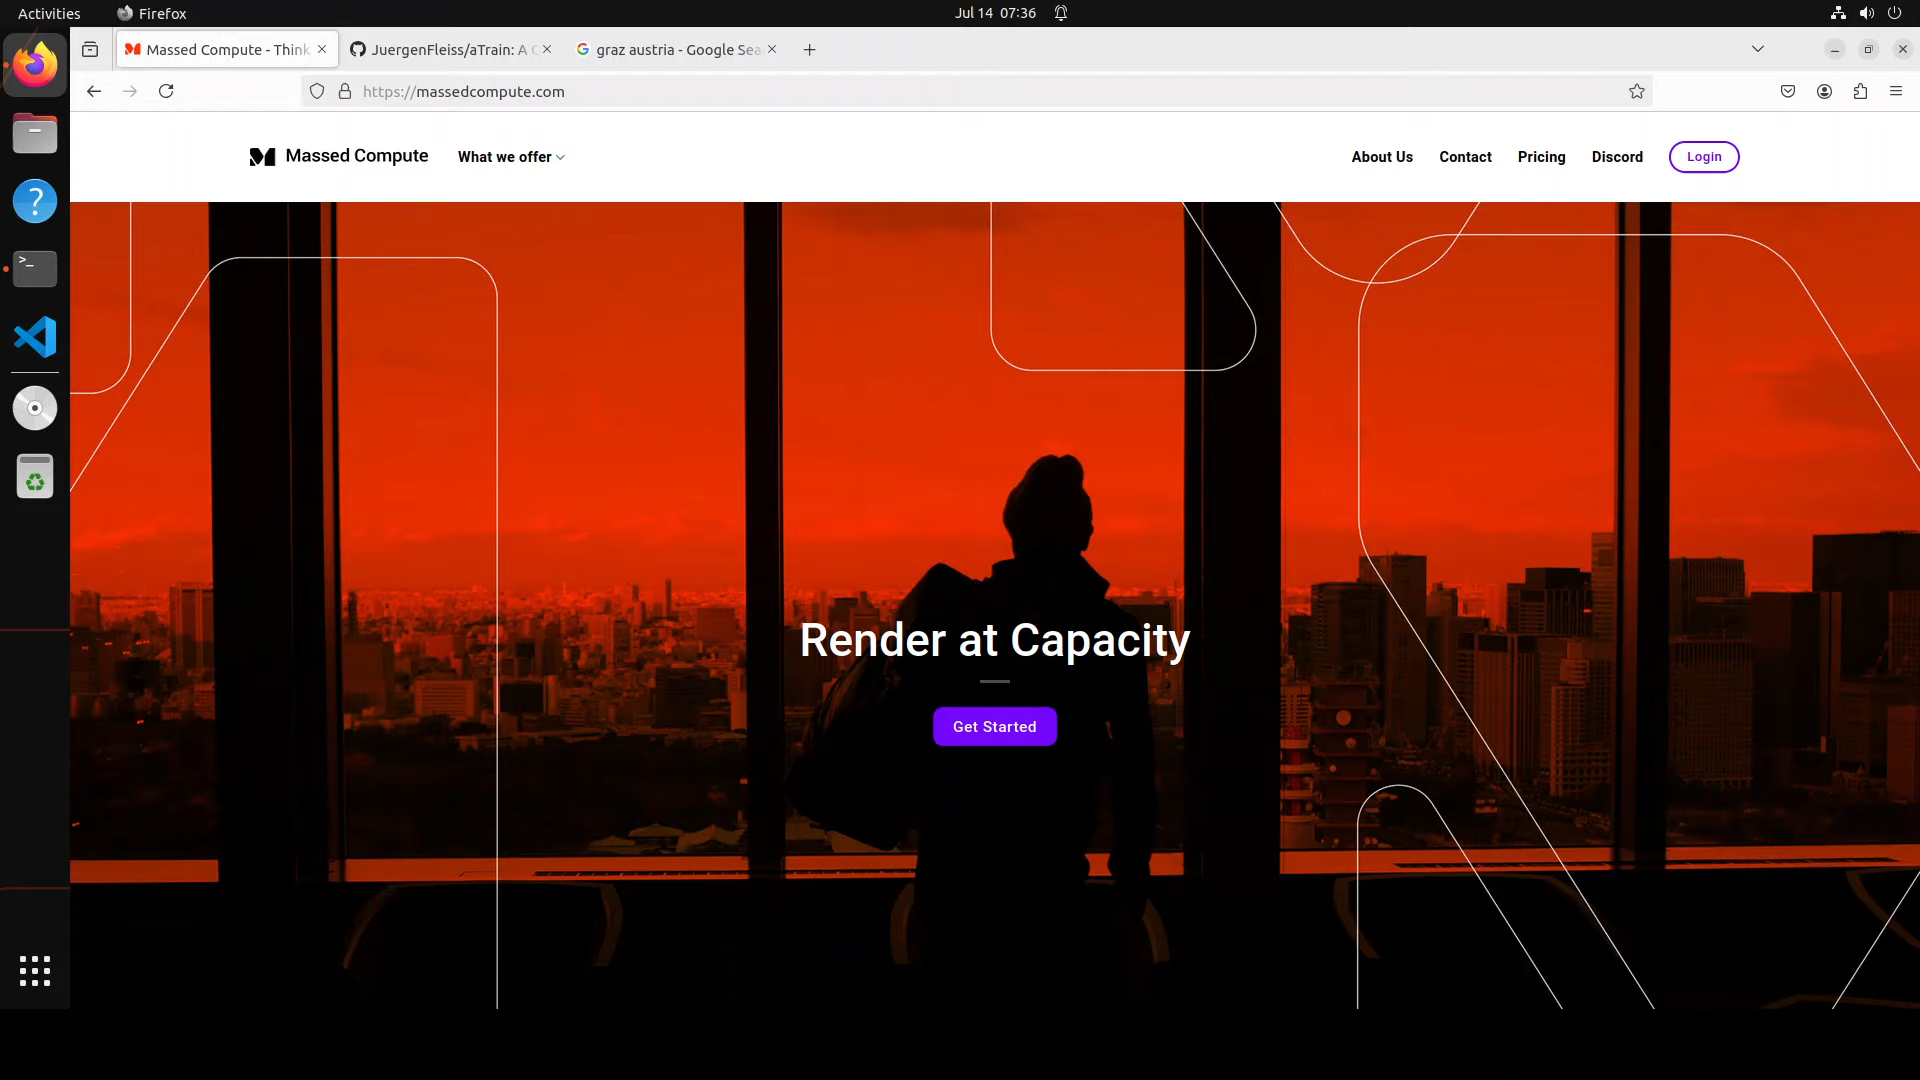 Activities
Firefox
Jul 14 07:36
Massed Compute - Think
JuergenFleiss/aTrain: A
graz austria - Google Sea
https://massedcompute.com
Massed Compute
What we offer
About Us
Contact
Pricing
Discord
Login
Render at Capacity
Get Started